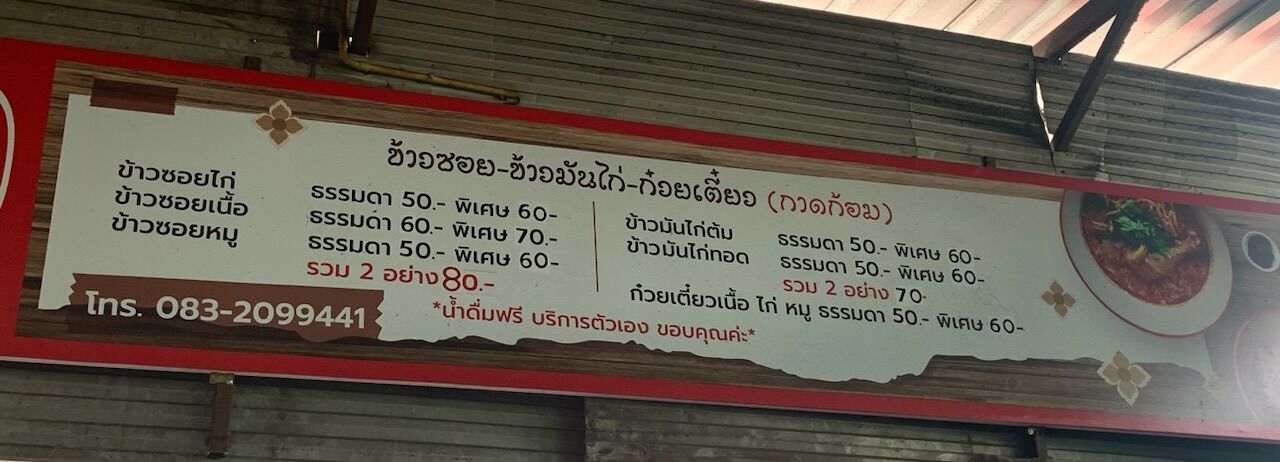 ข้าวซอย-ข้าวมันไก่-ก๋วยเตี๋ยว (กาดก้อม)
ข้าวซอยไก่ ธรรมดา 50.- พิเศษ 60-
ข้าวซอยเนื้อ ธรรมดา 60.- พิเศษ 70.-
ข้าวซอยหมู ธรรมดา 50.- พิเศษ 60-
รวม 2 อย่าง 80.-
ข้าวมันไก่ต้ม ธรรมดา 50.- พิเศษ 60-
ข้าวมันไก่ทอด ธรรมดา 50.- พิเศษ 60-
รวม 2 อย่าง 70-
ก๋วยเตี๋ยวเนื้อ ไก่ หมู ธรรมดา 50.- พิเศษ 60-
โทร. 083-2099441
*น้ำดื่มฟรี บริการตัวเอง ขอบคุณค่ะ*